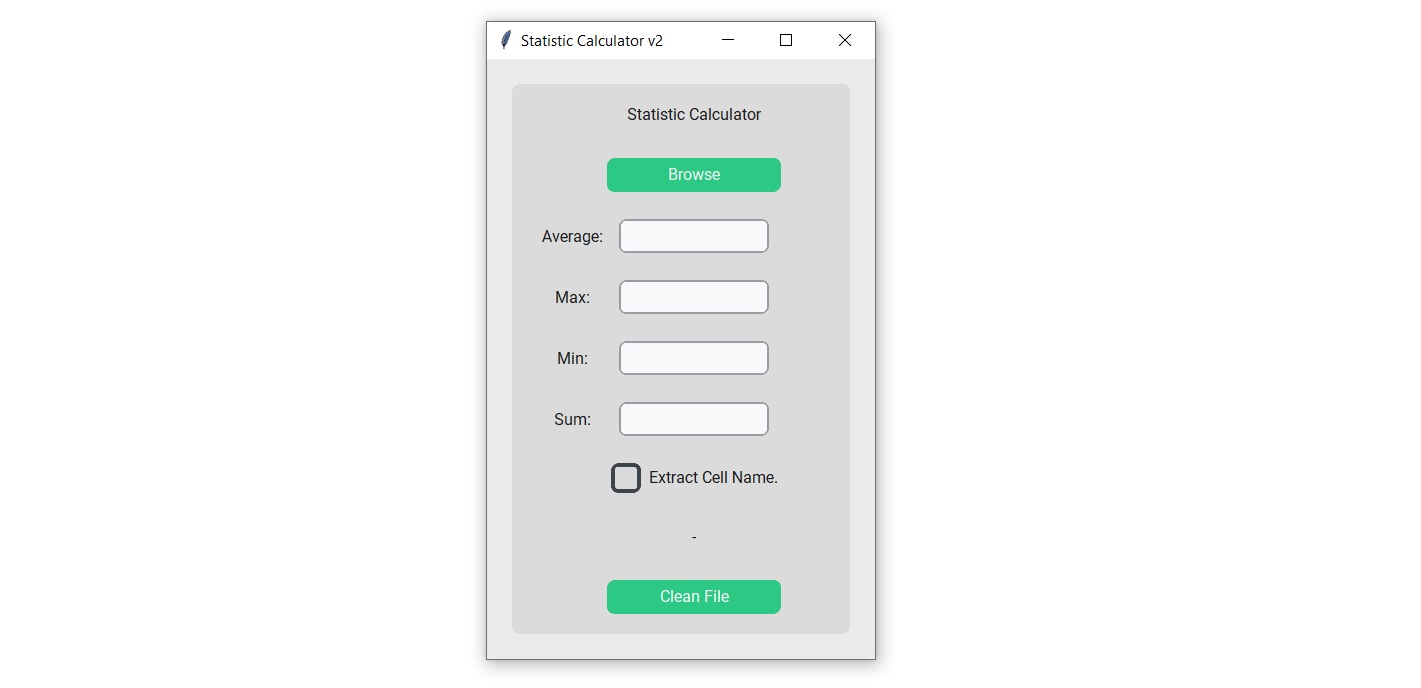 Statistic Calculator v2
Statistic Calculator
Browse
Average:
Max:
Min:
Sum:
Extract Cell Name.
-
Clean File